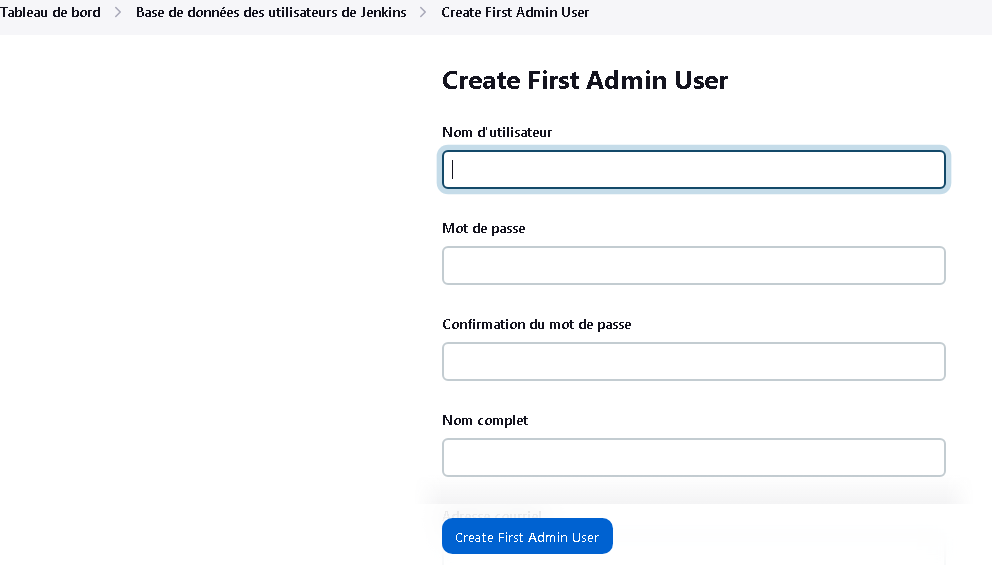 Tableau de bord > Base de données des utilisateurs de Jenkins > Create First Admin User
Create First Admin User
Nom d'utilisateur
Mot de passe
Confirmation du mot de passe
Nom complet
Adresse courriel
Create First Admin User